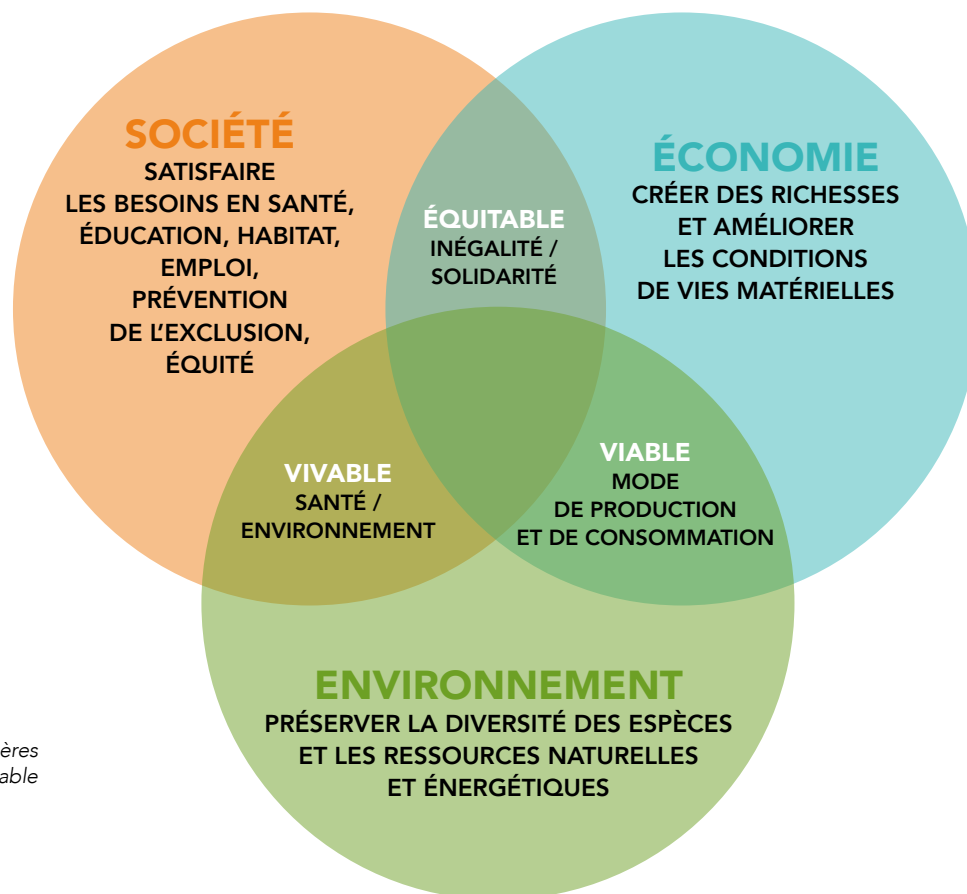 SOCIÉTÉ
SATISFAIRE
LES BESOINS EN SANTÉ,
ÉDUCATION, HABITAT,
EMPLOI,
PRÉVENTION
DE L'EXCLUSION,
ÉQUITÉ
ÉCONOMIE
CRÉER DES RICHESSES
ET AMÉLIORER
LES CONDITIONS
DE VIES MATÉRIELLES
ÉQUITABLE
INÉGALITÉ /
SOLIDARITÉ
VIVABLE
SANTÉ /
ENVIRONNEMENT
VIABLE
MODE
DE PRODUCTION
ET DE CONSOMMATION
ENVIRONNEMENT
PRÉSERVER LA DIVERSITÉ DES ESPÈCES
ET LES RESSOURCES NATURELLES
ET ÉNERGÉTIQUES